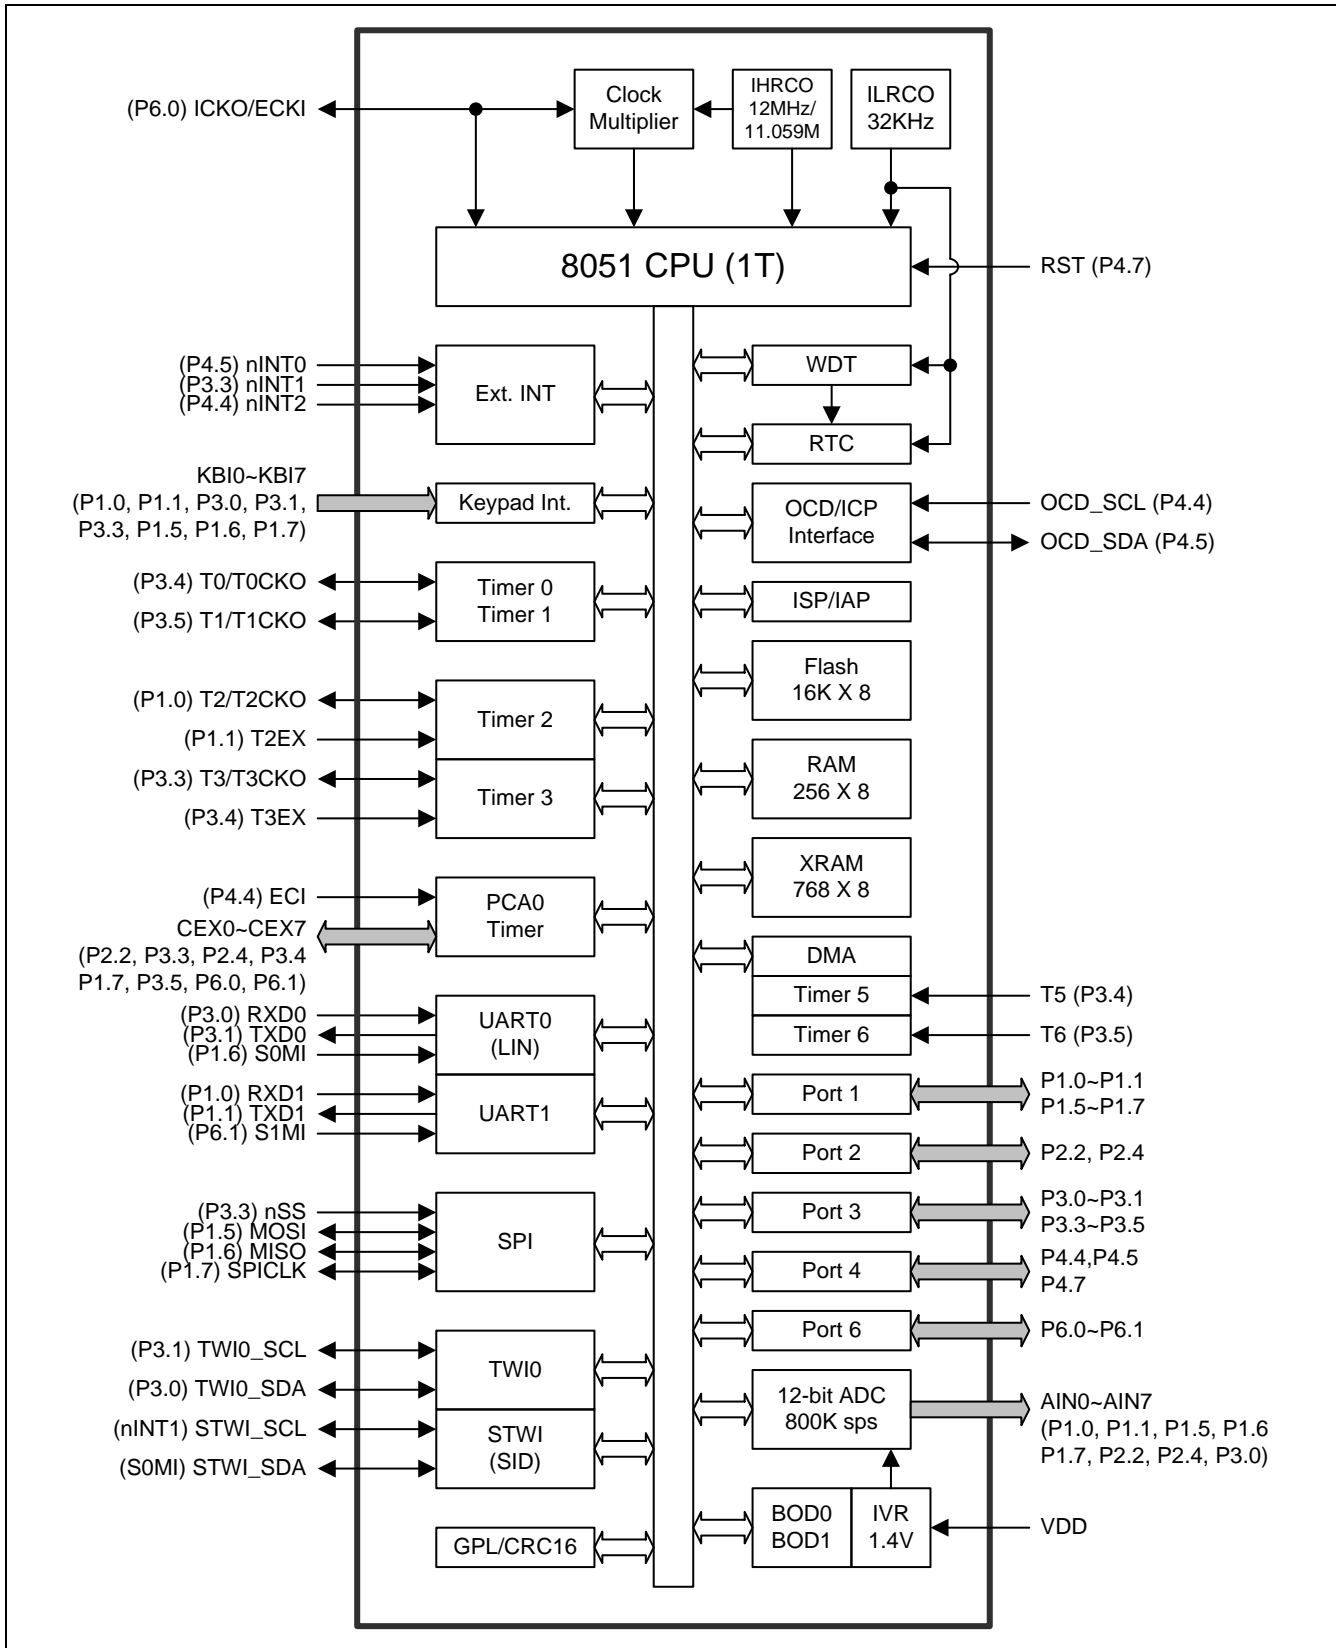 (P6.0) ICKO/ECKI
Clock
Multiplier
IHRCO
12MHz/
11.059M
ILRCO
32KHz
8051 CPU (1T)
RST (P4.7)
(P4.5) nINT0
(P3.3) nINT1
(P4.4) nINT2
Ext. INT
WDT
RTC
KBI0~KBI7
(P1.0, P1.1, P3.0, P3.1,
P3.3, P1.5, P1.6, P1.7)
Keypad Int.
OCD/ICP
Interface
OCD_SCL (P4.4)
OCD_SDA (P4.5)
(P3.4) T0/T0CKO
(P3.5) T1/T1CKO
Timer 0
Timer 1
ISP/IAP
Flash
16K X 8
(P1.0) T2/T2CKO
(P1.1) T2EX
Timer 2
(P3.3) T3/T3CKO
(P3.4) T3EX
Timer 3
RAM
256 X 8
XRAM
768 X 8
(P4.4) ECI
CEX0~CEX7
(P2.2, P3.3, P2.4, P3.4
P1.7, P3.5, P6.0, P6.1)
PCA0
Timer
DMA
Timer 5
Timer 6
T5 (P3.4)
T6 (P3.5)
(P3.0) RXD0
(P3.1) TXD0
(P1.6) S0MI
UART0
(LIN)
(P1.0) RXD1
(P1.1) TXD1
(P6.1) S1MI
UART1
Port 1
P1.0~P1.1
P1.5~P1.7
Port 2
P2.2, P2.4
(P3.3) nSS
(P1.5) MOSI
(P1.6) MISO
(P1.7) SPICLK
SPI
Port 3
P3.0~P3.1
P3.3~P3.5
Port 4
P4.4,P4.5
P4.7
Port 6
P6.0~P6.1
(P3.1) TWI0_SCL
(P3.0) TWI0_SDA
TWI0
(nINT1) STWI_SCL
(S0MI) STWI_SDA
STWI
(SID)
12-bit ADC
800K sps
AIN0~AIN7
(P1.0, P1.1, P1.5, P1.6
P1.7, P2.2, P2.4, P3.0)
GPL/CRC16
BOD0
BOD1
IVR
1.4V
VDD